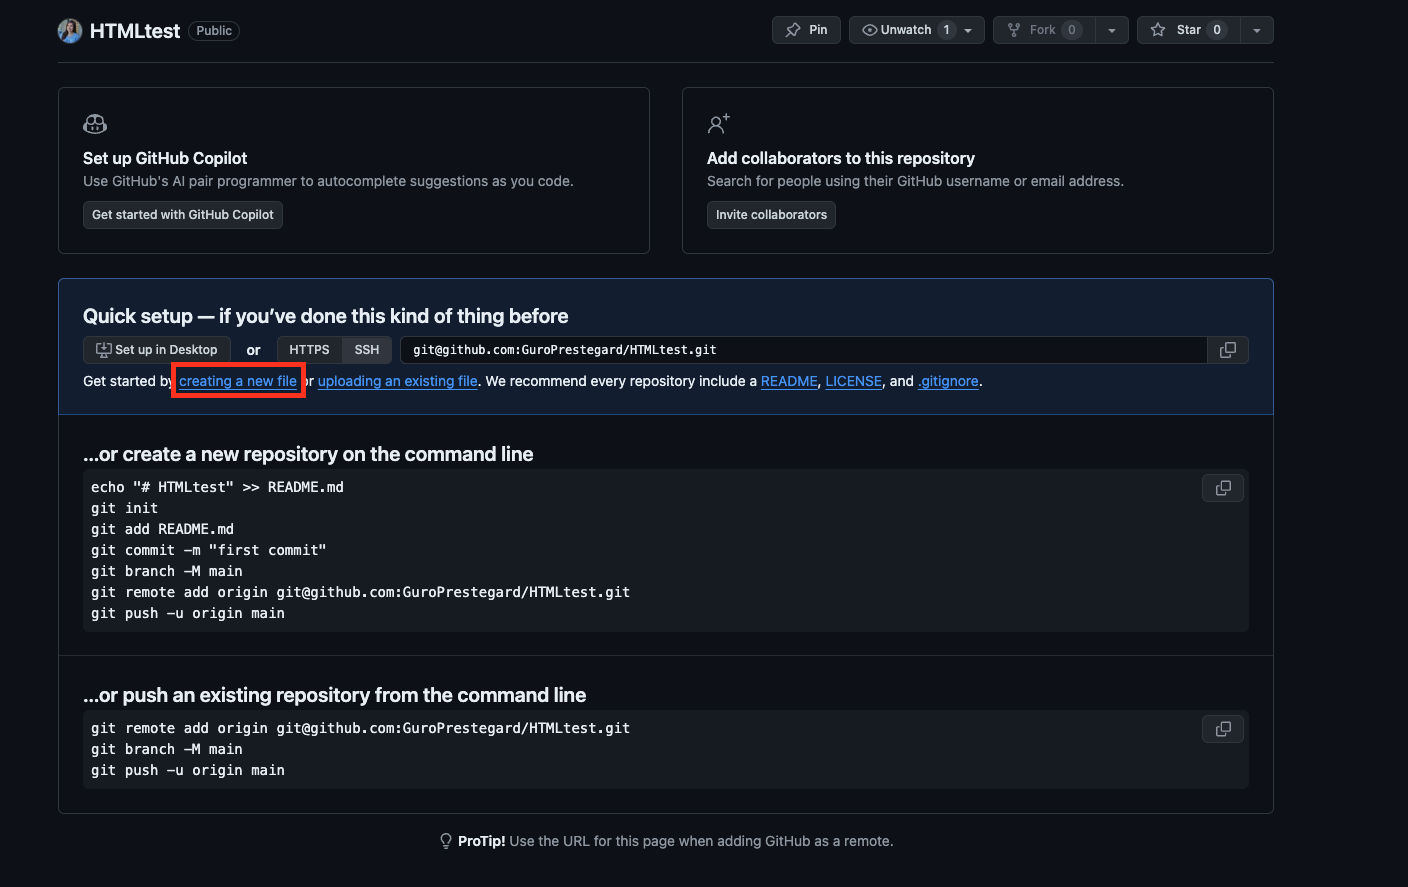 HTMLtest Public Pin Unwatch 1 Fork 0 Star 0
Set up GitHub Copilot
Use GitHub's AI pair programmer to autocomplete suggestions as you code.
Get started with GitHub Copilot
Add collaborators to this repository
Search for people using their GitHub username or email address.
Invite collaborators
Quick setup — if you’ve done this kind of thing before
Set up in Desktop or HTTPS SSH git@github.com:GuroPrestegard/HTMLtest.git
Get started by creating a new file or uploading an existing file. We recommend every repository include a README, LICENSE, and .gitignore.
…or create a new repository on the command line
echo "# HTMLtest" >> README.md
git init
git add README.md
git commit -m "first commit"
git branch -M main
git remote add origin git@github.com:GuroPrestegard/HTMLtest.git
git push -u origin main
…or push an existing repository from the command line
git remote add origin git@github.com:GuroPrestegard/HTMLtest.git
git branch -M main
git push -u origin main
ProTip! Use the URL for this page when adding GitHub as a remote.